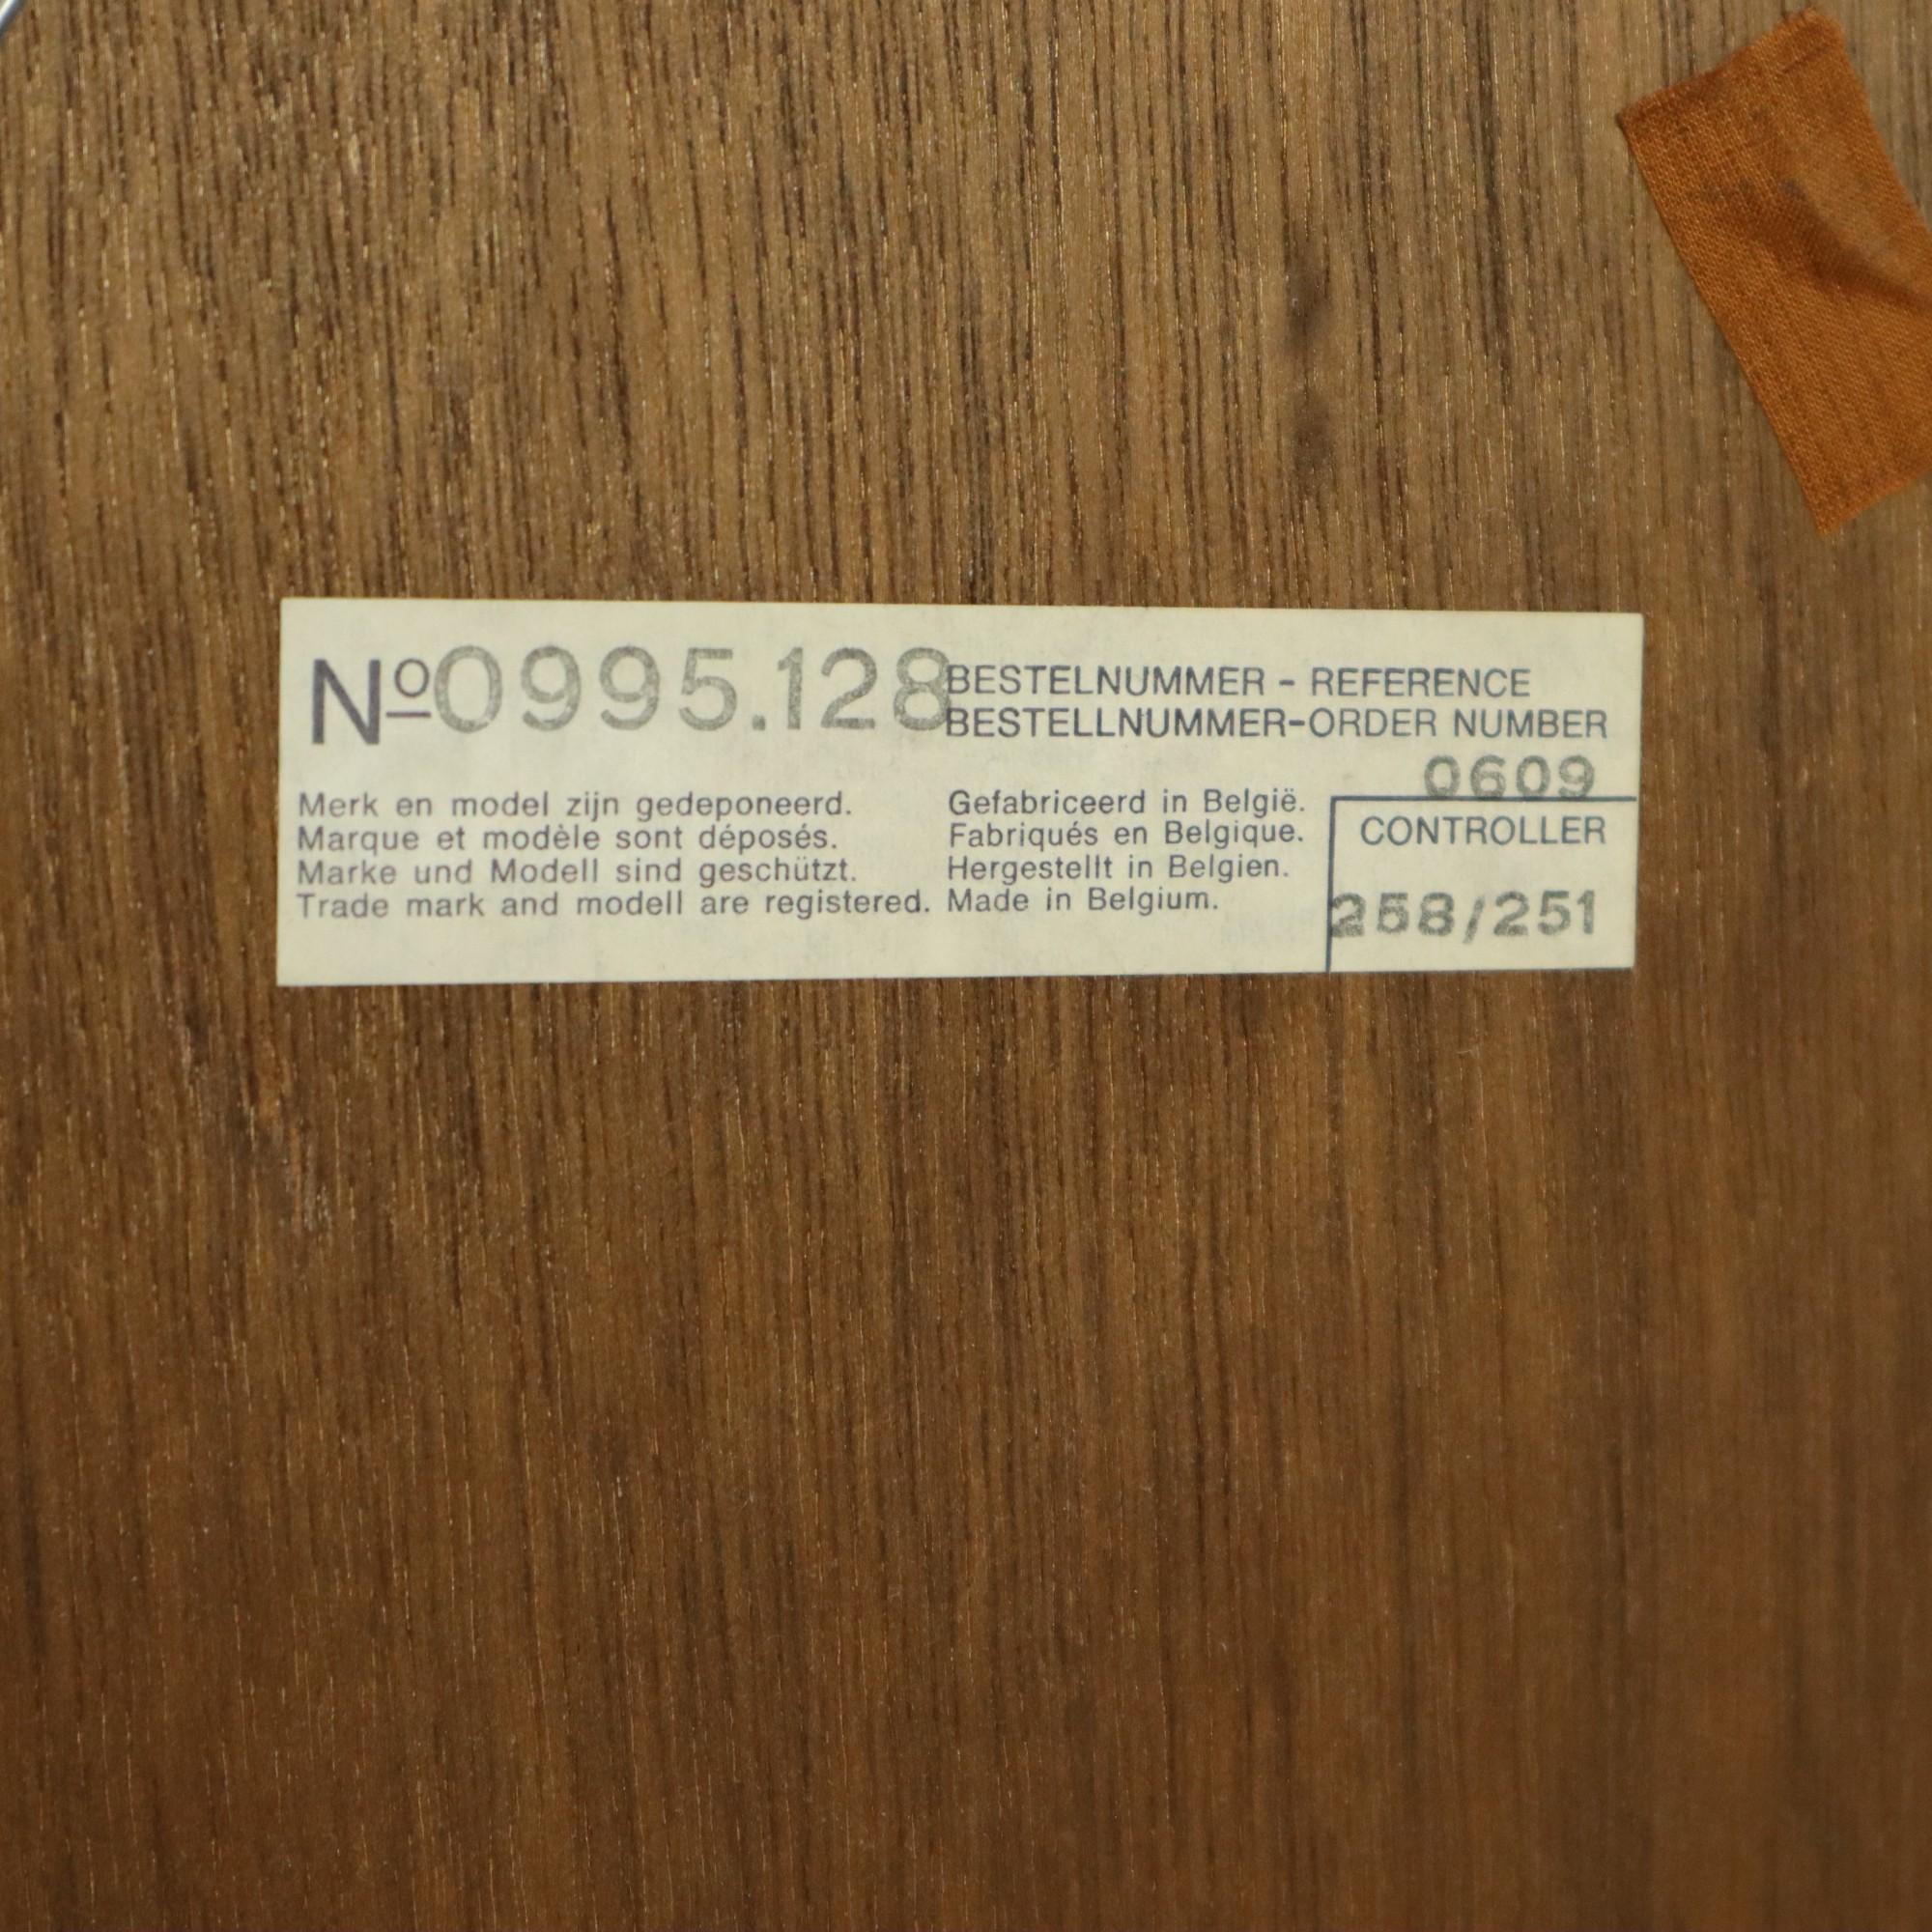 Nº 0995.128
BESTELNUMMER - REFERENCE
BESTELLNUMMER-ORDER NUMBER
0609
Merk en model zijn gedeponeerd.
Marque et modèle sont déposés.
Marke und Modell sind geschützt.
Trade mark and modell are registered.
Gefabriceerd in België.
Fabriqués en Belgique.
Hergestellt in Belgien.
Made in Belgium.
CONTROLLER
258/251